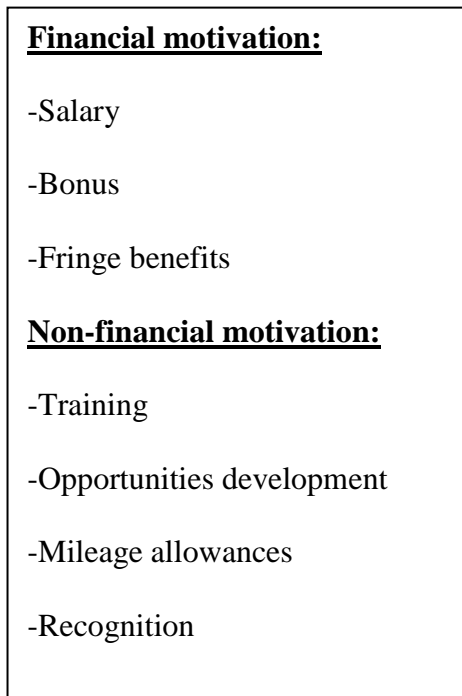 Financial motivation:
-Salary
-Bonus
-Fringe benefits
Non-financial motivation:
-Training
-Opportunities development
-Mileage allowances
-Recognition